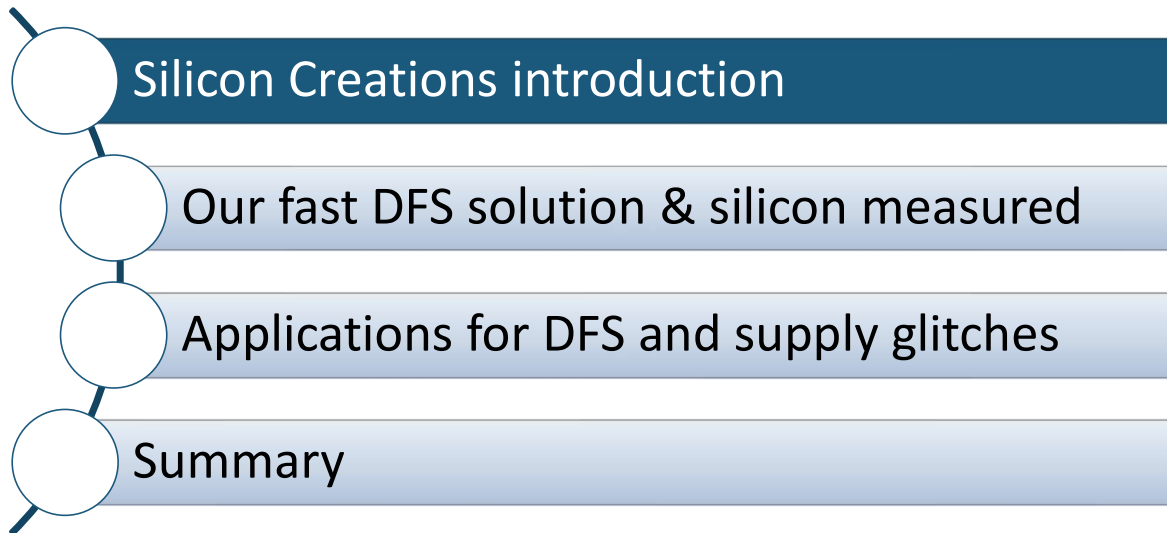 Silicon Creations introduction
Our fast DFS solution & silicon measured
Applications for DFS and supply glitches
Summary